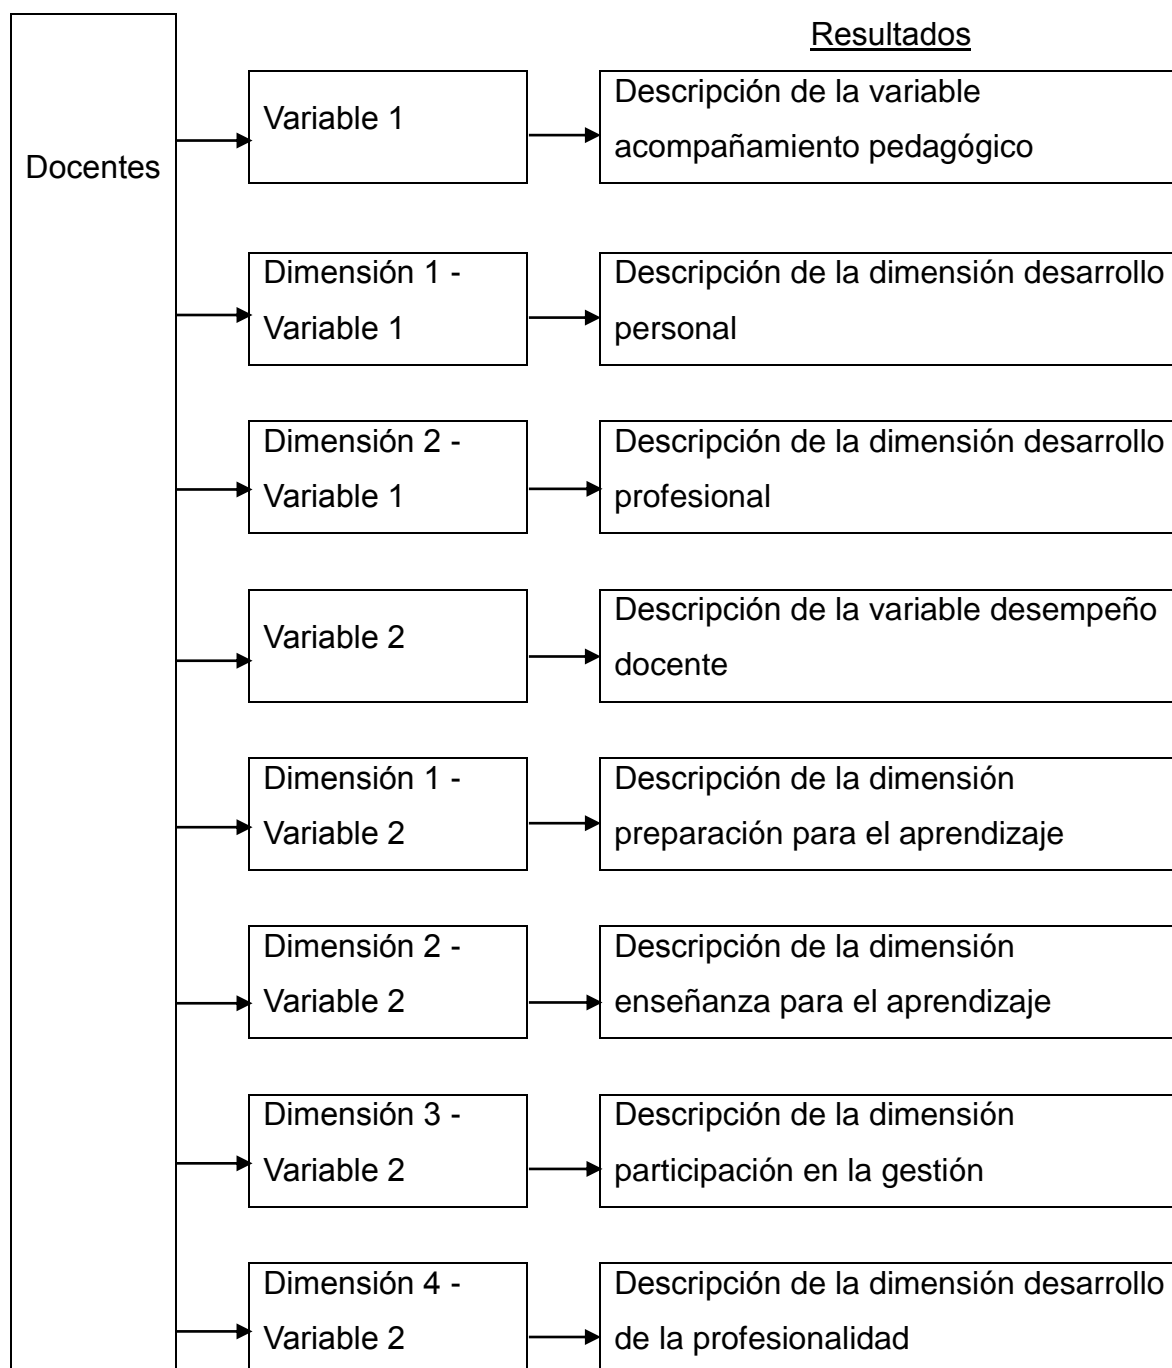 Resultados
Docentes
Variable 1
Descripción de la variable
acompañamiento pedagógico
Dimensión 1 -
Variable 1
Descripción de la dimensión desarrollo
personal
Dimensión 2 -
Variable 1
Descripción de la dimensión desarrollo
profesional
Variable 2
Descripción de la variable desempeño
docente
Dimensión 1 -
Variable 2
Descripción de la dimensión
preparación para el aprendizaje
Dimensión 2 -
Variable 2
Descripción de la dimensión
enseñanza para el aprendizaje
Dimensión 3 -
Variable 2
Descripción de la dimensión
participación en la gestión
Dimensión 4 -
Variable 2
Descripción de la dimensión desarrollo
de la profesionalidad